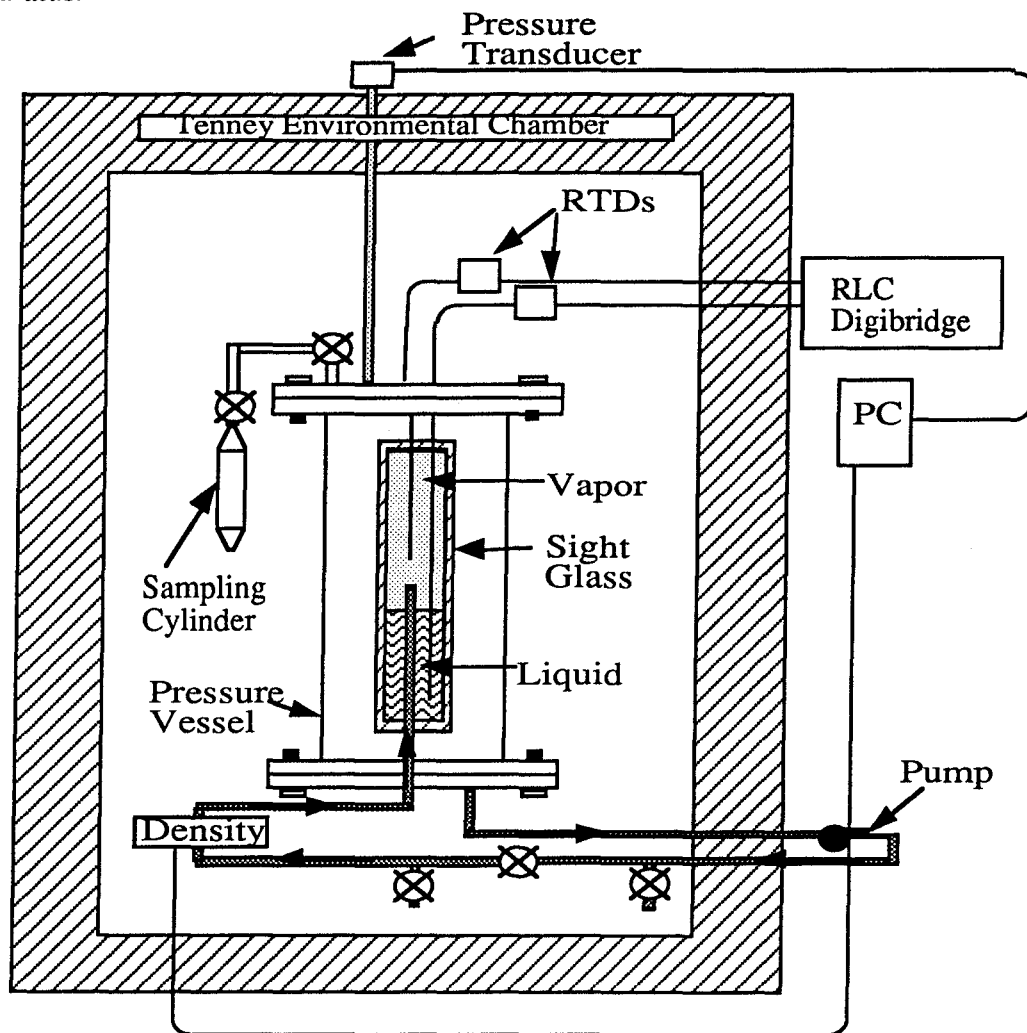 Pressure
Transducer
Tenney Environmental Chamber
RTDs
RLC
Digibridge
PC
Vapor
Sight
Glass
Sampling
Cylinder
Liquid
Pressure
Vessel
Pump
Density